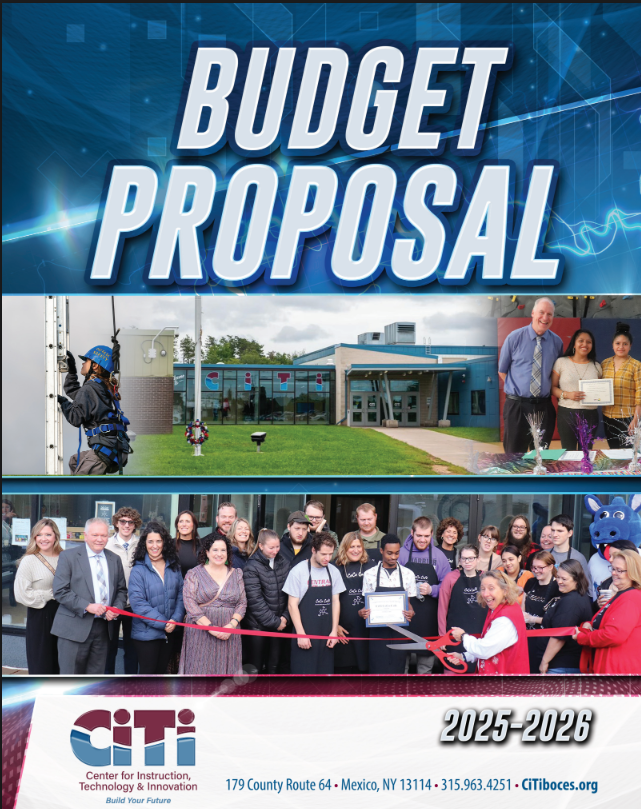 BUDGET
PROPOSAL
CiTi
CiTi
2025-2026
Center for Instruction,
Technology & Innovation
Build Your Future
179 County Route 64 • Mexico, NY 13114 • 315.963.4251 • CiTiboces.org